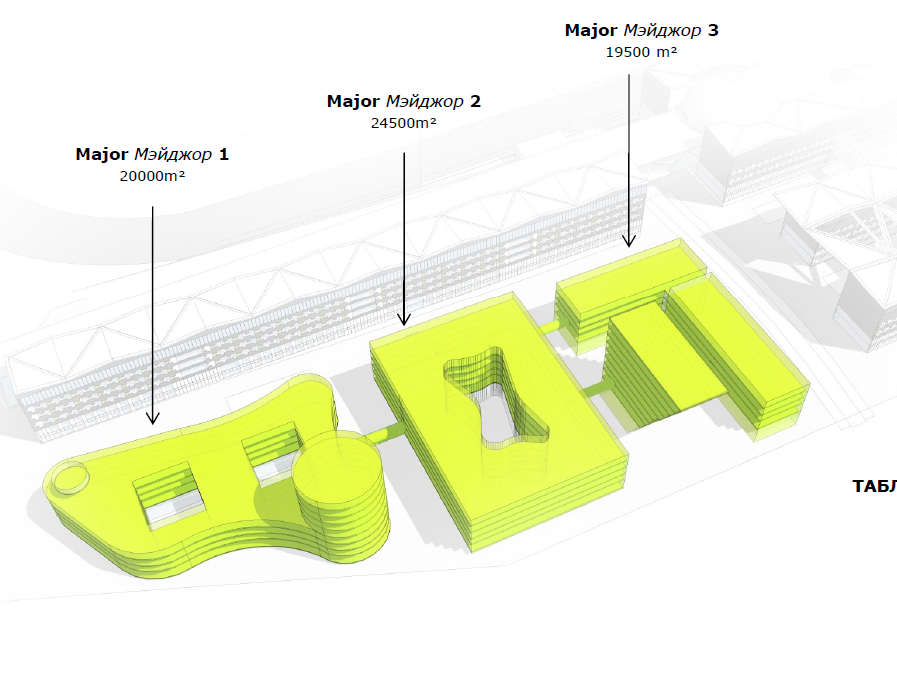 Major Мэйджор 3
19500 m²
Major Мэйджор 2
24500m²
Major Мэйджор 1
20000m²
ТАБЛ